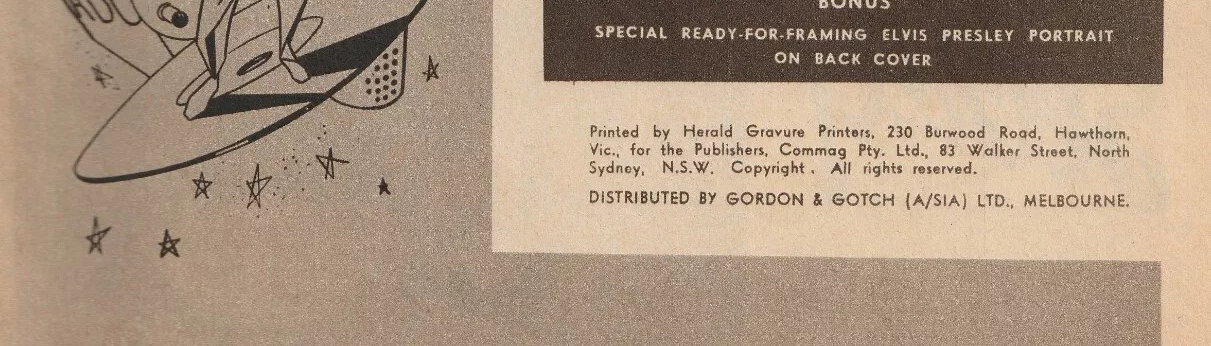 BONUS
SPECIAL READY-FOR-FRAMING ELVIS PRESLEY PORTRAIT
ON BACK COVER
Printed by Herald Gravure Printers, 230 Burwood Road, Hawthorn,
Vic., for the Publishers, Commag Pty. Ltd., 83 Walker Street, North
Sydney, N.S.W. Copyright. All rights reserved.
DISTRIBUTED BY GORDON & GOTCH (A/SIA) LTD., MELBOURNE.